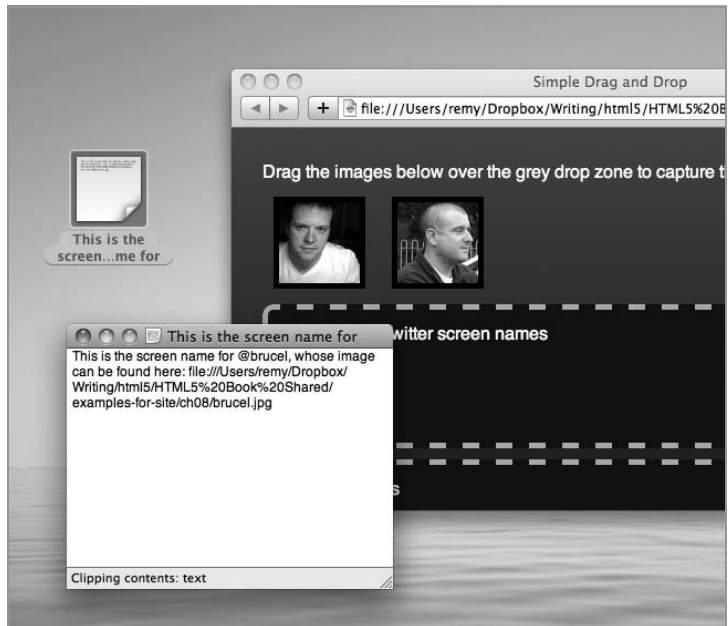 Simple Drag and Drop
file:///Users/remy/Dropbox/Writing/html5/HTML5%20B
Drag the images below over the grey drop zone to capture t
This is the
screen...me for
witter screen names
s
This is the screen name for
This is the screen name for @brucel, whose image
can be found here: file:///Users/remy/Dropbox/
Writing/html5/HTML5%20Book%20Shared/
examples-for-site/ch08/brucel.jpg
Clipping contents: text